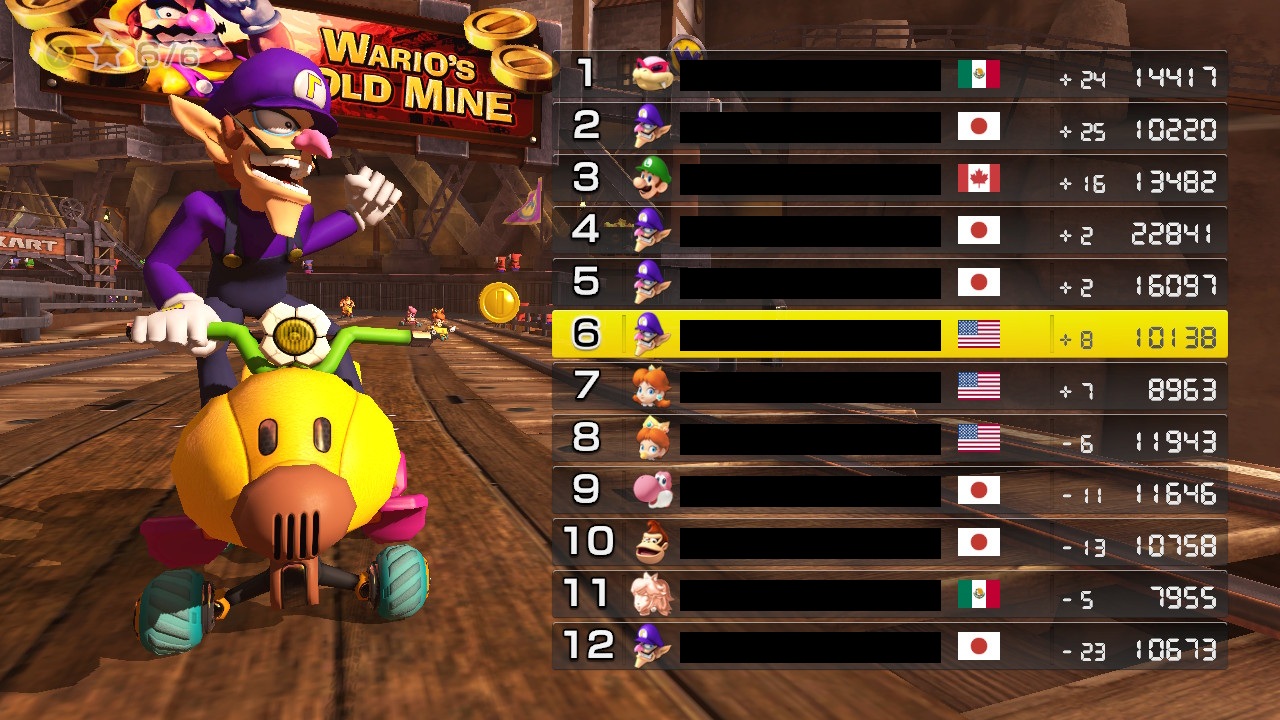 6/6
WARIO'S
GOLD MINE
KART
1 + 24 14417
2 + 25 10220
3 + 16 13482
4 + 2 22841
5 + 2 16097
6 + 8 10138
7 + 7 8963
8 - 6 11943
9 - 11 11646
10 - 13 10758
11 - 5 7955
12 - 23 10673